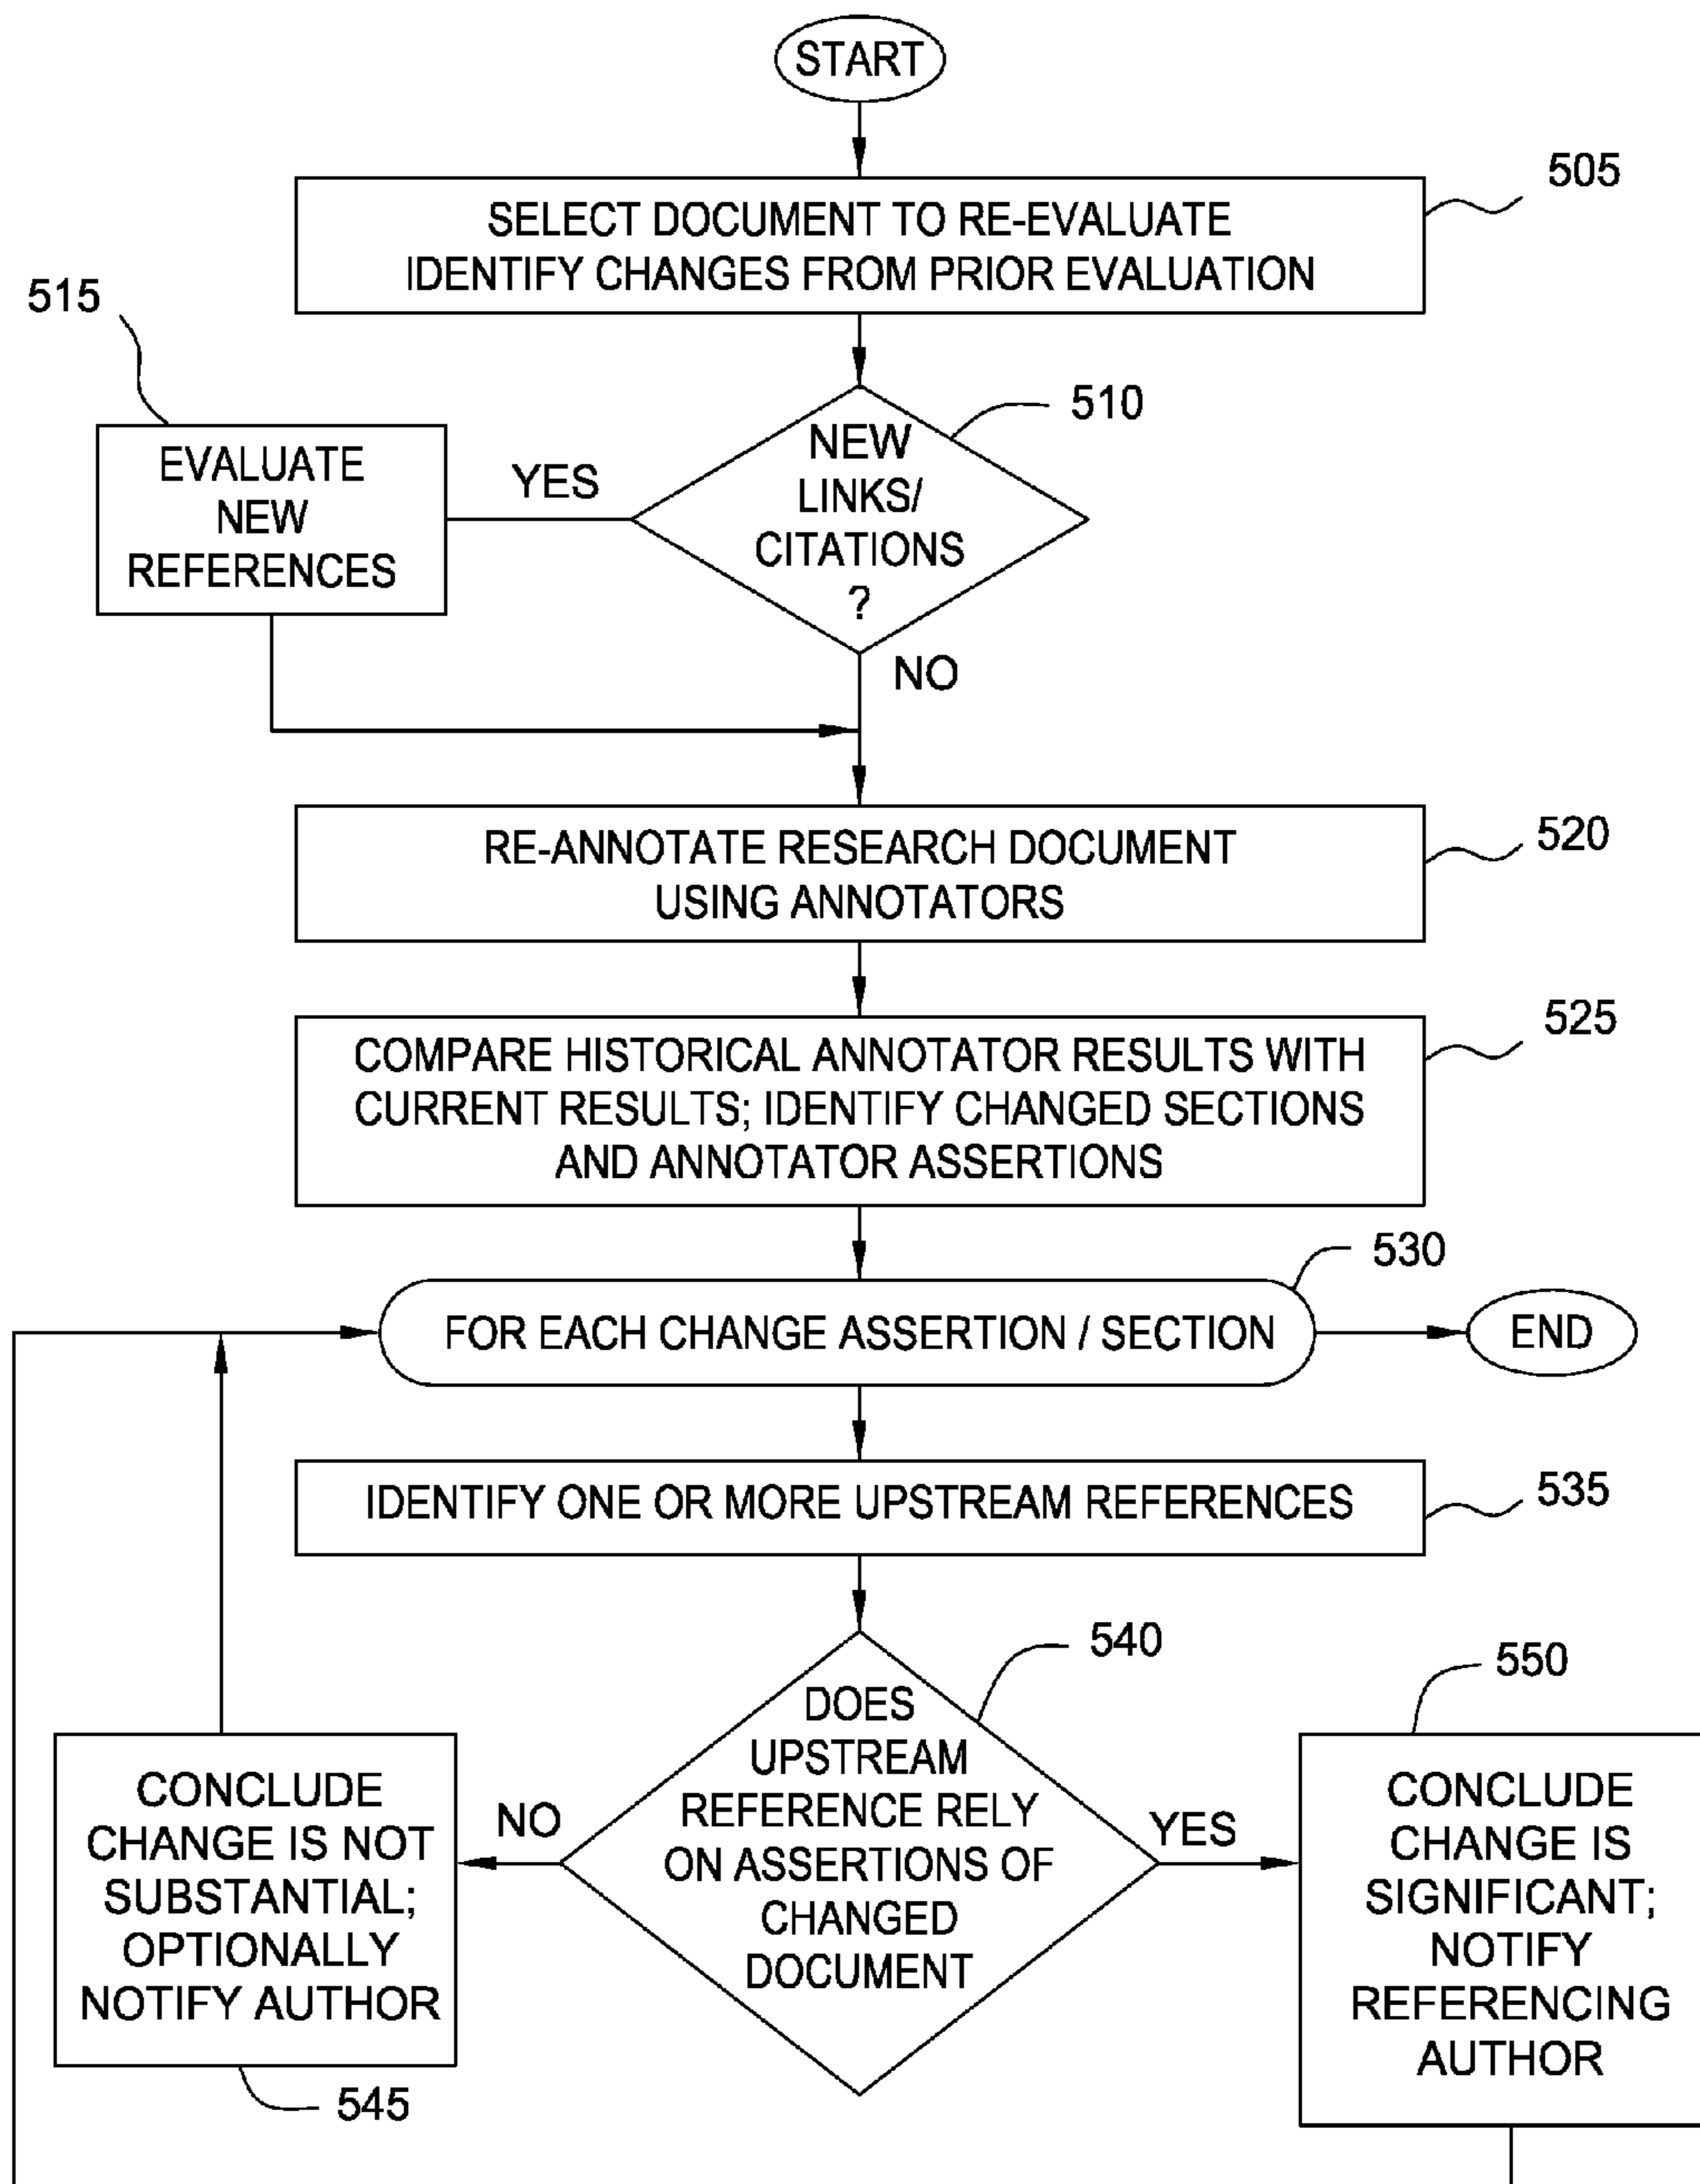 START
505
SELECT DOCUMENT TO RE-EVALUATE
IDENTIFY CHANGES FROM PRIOR EVALUATION
515
510
NEW
LINKS/
CITATIONS
?
YES
EVALUATE
NEW
REFERENCES
NO
520
RE-ANNOTATE RESEARCH DOCUMENT
USING ANNOTATORS
525
COMPARE HISTORICAL ANNOTATOR RESULTS WITH
CURRENT RESULTS; IDENTIFY CHANGED SECTIONS
AND ANNOTATOR ASSERTIONS
530
FOR EACH CHANGE ASSERTION / SECTION
END
535
IDENTIFY ONE OR MORE UPSTREAM REFERENCES
540
DOES
UPSTREAM
REFERENCE RELY
ON ASSERTIONS OF
CHANGED
DOCUMENT
NO
CONCLUDE
CHANGE IS NOT
SUBSTANTIAL;
OPTIONALLY
NOTIFY AUTHOR
545
YES
550
CONCLUDE
CHANGE IS
SIGNIFICANT;
NOTIFY
REFERENCING
AUTHOR